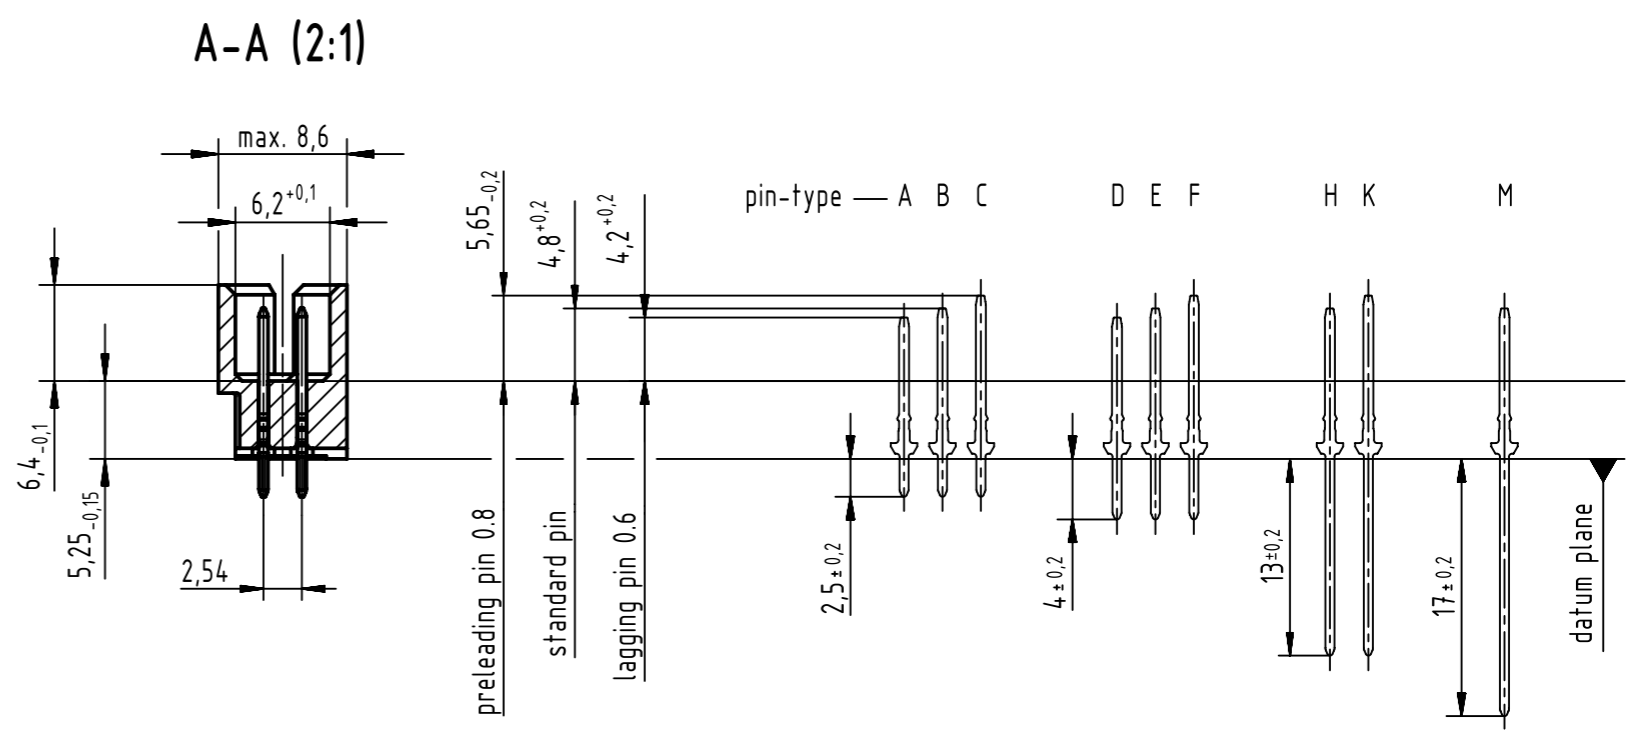 A-A (2:1)
max. 8,6
6,2+0,1
6,4-0,1
5,25-0,15
2,54
5,65-0,2
4,8+0,2
4,2+0,2
preleading pin 0.8
standard pin
lagging pin 0.6
pin-type — A B C D E F H K M
2,5±0,2
4±0,2
13±0,2
17±0,2
datum plane